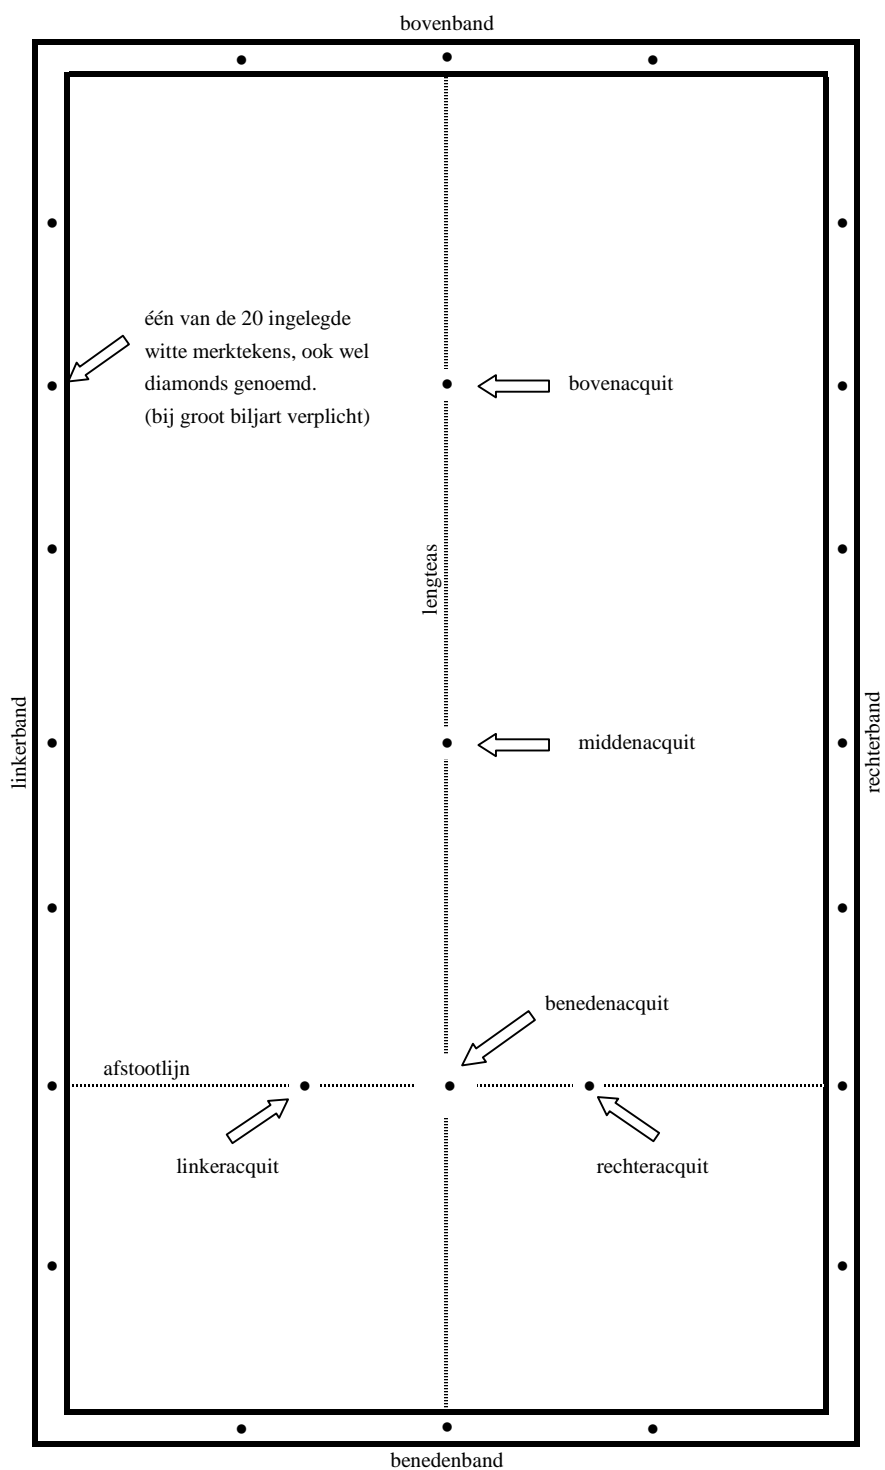 bovenband
één van de 20 ingelegde
witte merktekens, ook wel
diamonds genoemd.
(bij groot biljart verplicht)
bovenacquit
lengteas
linkerband
rechterband
middenacquit
benedenacquit
afstootlijn
linkeracquit
rechteracquit
benedenband